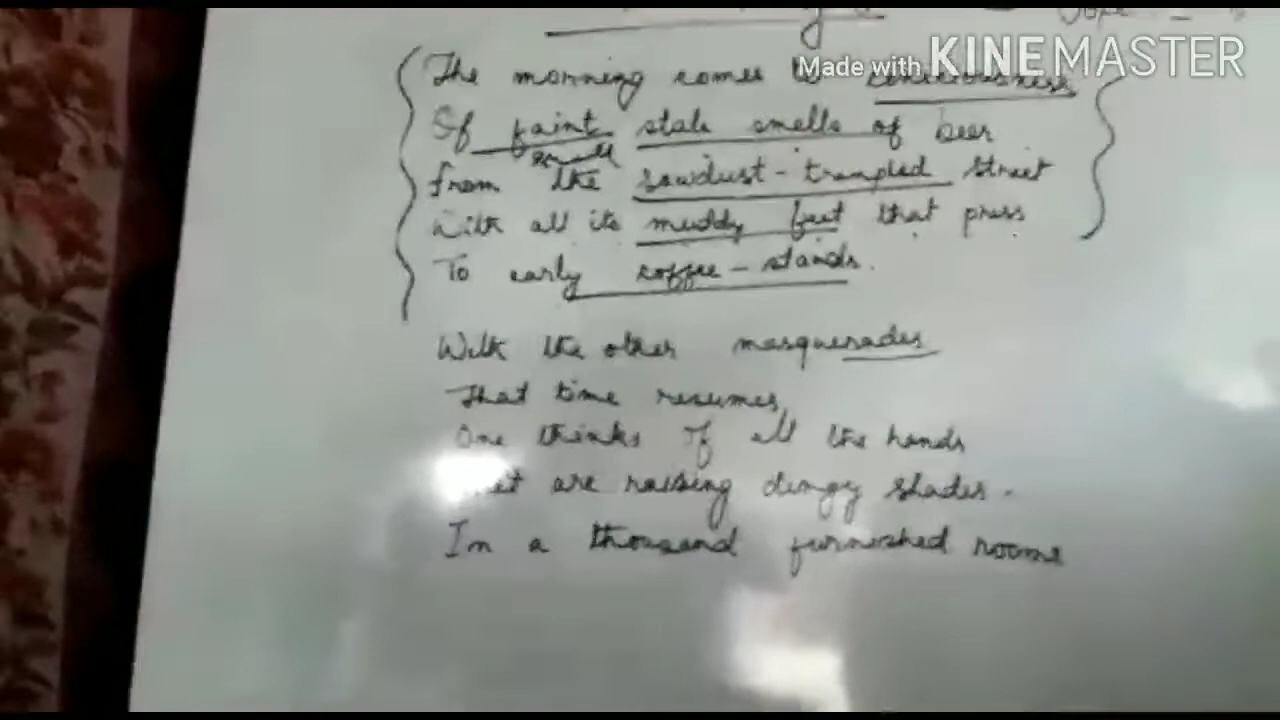 Made with KINEMASTER
The morning comes to consciousness
Of faint stale smells of beer
smell
from the sawdust-trampled street
With all its muddy feet that press
To early coffee-stands.
With the other masquerades
That time resumes,
One thinks of all the hands
That are raising dingy shades.
In a thousand furnished rooms